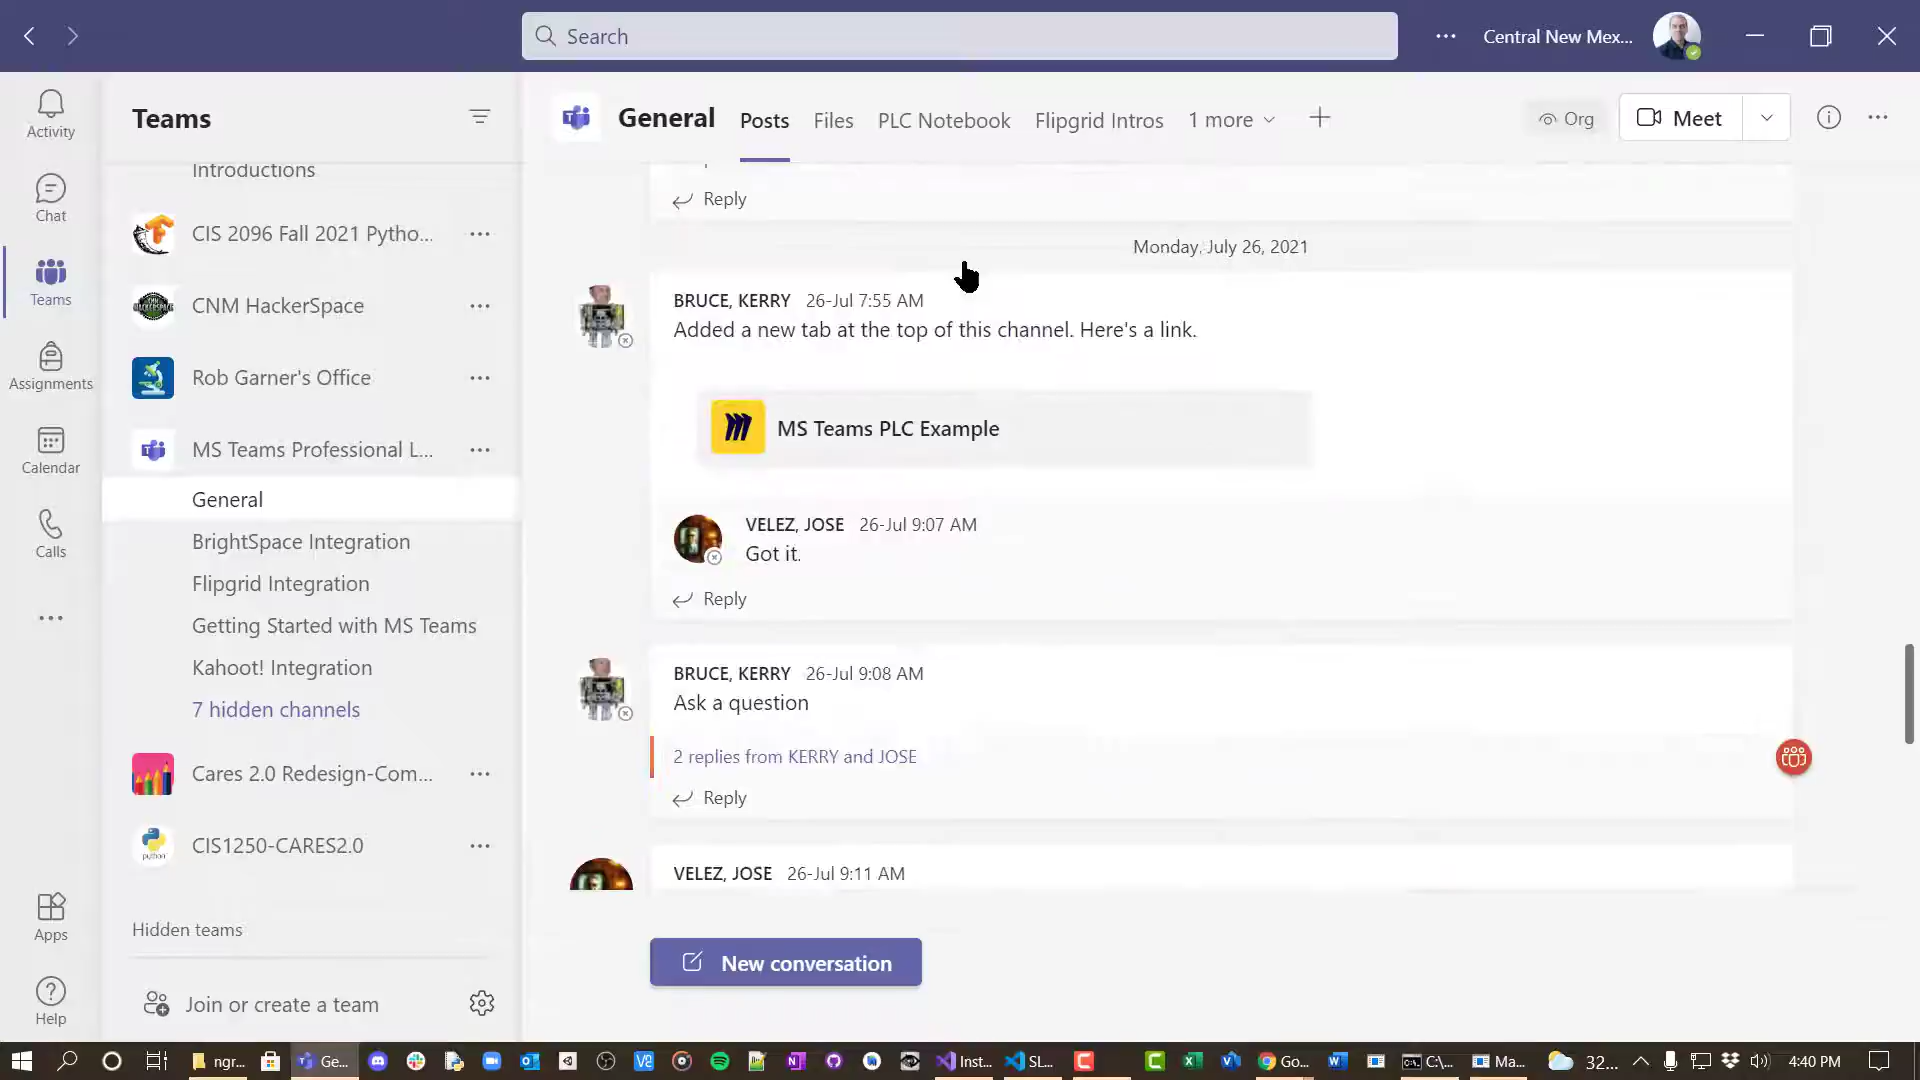 Search
Central New Mex...
Activity
Chat
Teams
Assignments
Calendar
Calls
Apps
Help
Teams
Introductions
CIS 2096 Fall 2021 Pytho...
CNM HackerSpace
Rob Garner's Office
MS Teams Professional L...
General
BrightSpace Integration
Flipgrid Integration
Getting Started with MS Teams
Kahoot! Integration
7 hidden channels
Cares 2.0 Redesign-Com...
python
CIS1250-CARES2.0
Hidden teams
Join or create a team
General
Posts
Files
PLC Notebook
Flipgrid Intros
1 more
Org
Meet
Reply
Monday, July 26, 2021
BRUCE, KERRY 26-Jul 7:55 AM
Added a new tab at the top of this channel. Here's a link.
MS Teams PLC Example
VELEZ, JOSE 26-Jul 9:07 AM
Got it.
Reply
BRUCE, KERRY 26-Jul 9:08 AM
Ask a question
2 replies from KERRY and JOSE
Reply
VELEZ, JOSE 26-Jul 9:11 AM
New conversation
ngr...
Ge...
Inst...
SL...
Go...
C:\...
Ma...
32...
4:40 PM